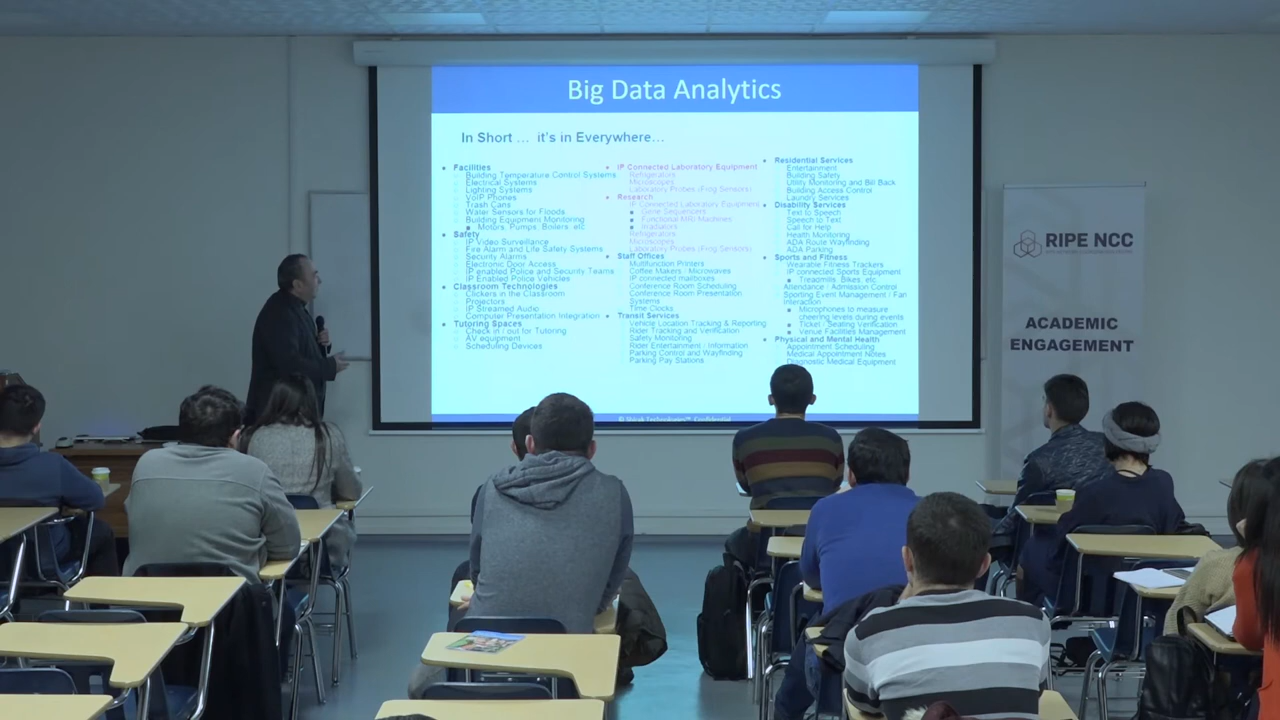 Big Data Analytics
In Short … it's in Everywhere…
Facilities
Building Temperature Control Systems
Electrical Systems
Lighting Systems
VoIP Phones
Trash Cans
Water Sensors for Floods
Building Equipment Monitoring
Motors, Pumps, Boilers, etc
Safety
IP Video Surveillance
Fire Alarm and Life Safety Systems
Security Alarms
Electronic Door Access
IP enabled Police and Security Teams
IP Enabled Police Vehicles
Classroom Technologies
Clickers in the Classroom
Projectors
IP Streamed Audio
Computer Presentation Integration
Tutoring Spaces
Check in / out for Tutoring
AV equipment
Scheduling Devices
IP Connected Laboratory Equipment
Refrigerators
Microscopes
Laboratory Probes (Frog Sensors)
Research
IP Connected Laboratory Equipment
Gene Sequencers
Functional MRI Machines
Irradiators
Refrigerators
Microscopes
Laboratory Probes (Frog Sensors)
Staff Offices
Multifunction Printers
Coffee Makers / Microwaves
IP connected mailboxes
Conference Room Scheduling
Conference Room Presentation
Systems
Time Clocks
Transit Services
Vehicle Location Tracking & Reporting
Rider Tracking and Verification
Safety Monitoring
Rider Entertainment / Information
Parking Control and Wayfinding
Parking Pay Stations
Residential Services
Entertainment
Building Safety
Utility Monitoring and Bill Back
Building Access Control
Laundry Services
Disability Services
Text to Speech
Speech to Text
Call for Help
Health Monitoring
ADA Route Wayfinding
ADA Parking
Sports and Fitness
Wearable Fitness Trackers
IP connected Sports Equipment
Treadmills, Bikes, etc
Attendance / Admission Control
Sporting Event Management / Fan
Interaction
Microphones to measure
cheering levels during events
Ticket / Seating Verification
Venue Facilities Management
Physical and Mental Health
Appointment Scheduling
Medical Appointment Notes
Diagnostic Medical Equipment
RIPE NCC
ACADEMIC
ENGAGEMENT